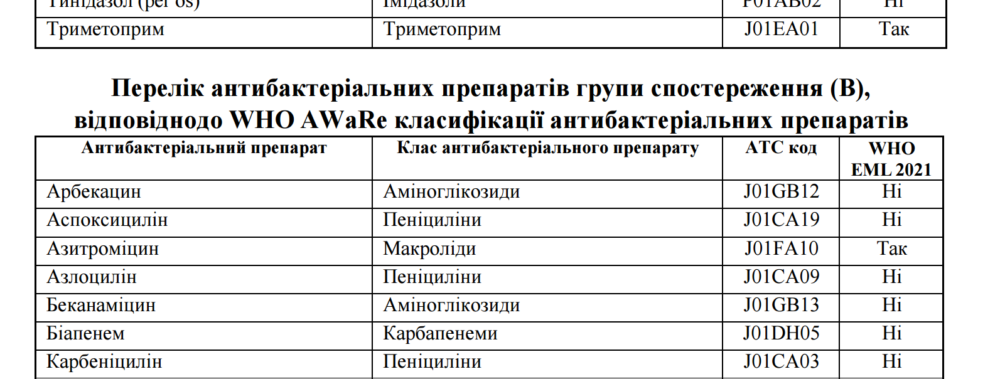 Тинідазол (per os) Імідазоли P01AB02 Ні
Триметоприм Триметоприм J01EA01 Так
Перелік антибактеріальних препаратів групи спостереження (В),
відповіднодо WHO AWaRe класифікації антибактеріальних препаратів
Антибактеріальний препарат Клас антибактеріального препарату АТС код WHO
EML 2021
Арбекацин Аміноглікозиди J01GB12 Ні
Аспоксицилін Пеніциліни J01CA19 Ні
Азитроміцин Макроліди J01FA10 Так
Азлоцилін Пеніциліни J01CA09 Ні
Беканаміцин Аміноглікозиди J01GB13 Ні
Біапенем Карбапенеми J01DH05 Ні
Карбеніцилін Пеніциліни J01CA03 Ні